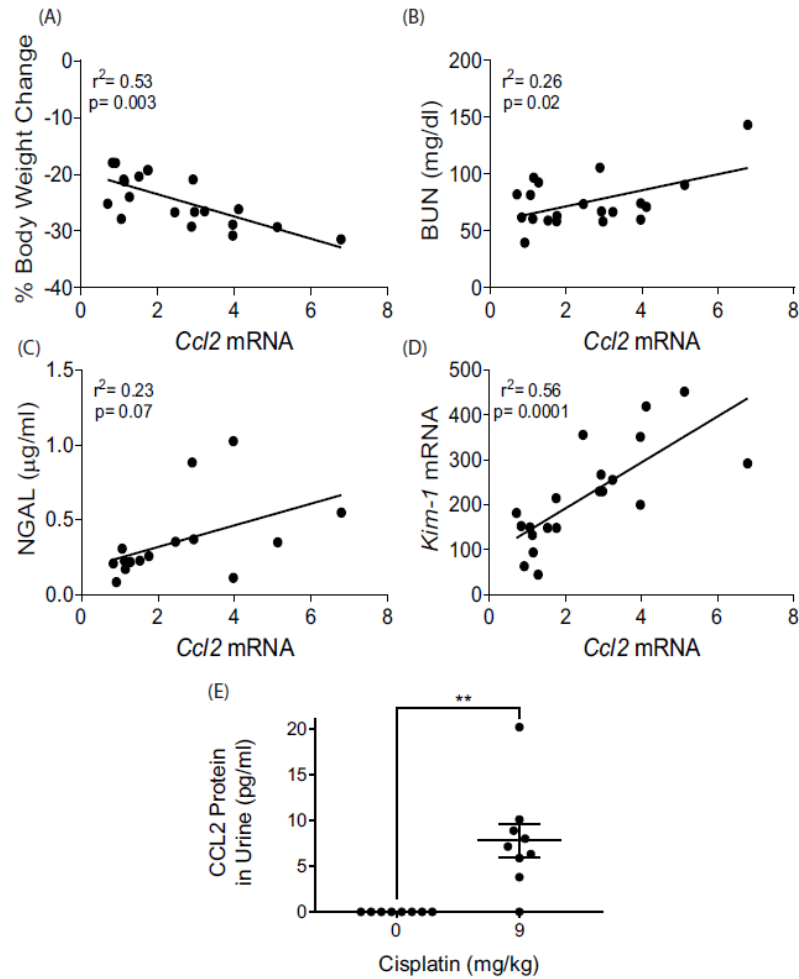 (A)
% Body Weight Change
0
-10
-20
-30
-40
r²= 0.53
p= 0.003
0 2 4 6 8
Ccl2 mRNA
(B)
BUN (mg/dl)
200
150
100
50
0
r²= 0.26
p= 0.02
0 2 4 6 8
Ccl2 mRNA
(C)
NGAL (µg/ml)
1.5
1.0
0.5
0.0
r²= 0.23
p= 0.07
0 2 4 6 8
Ccl2 mRNA
(D)
Kim-1 mRNA
500
400
300
200
100
0
r²= 0.56
p= 0.0001
0 2 4 6 8
Ccl2 mRNA
(E)
CCL2 Protein
in Urine (pg/ml)
20
15
10
5
0
**
0 9
Cisplatin (mg/kg)